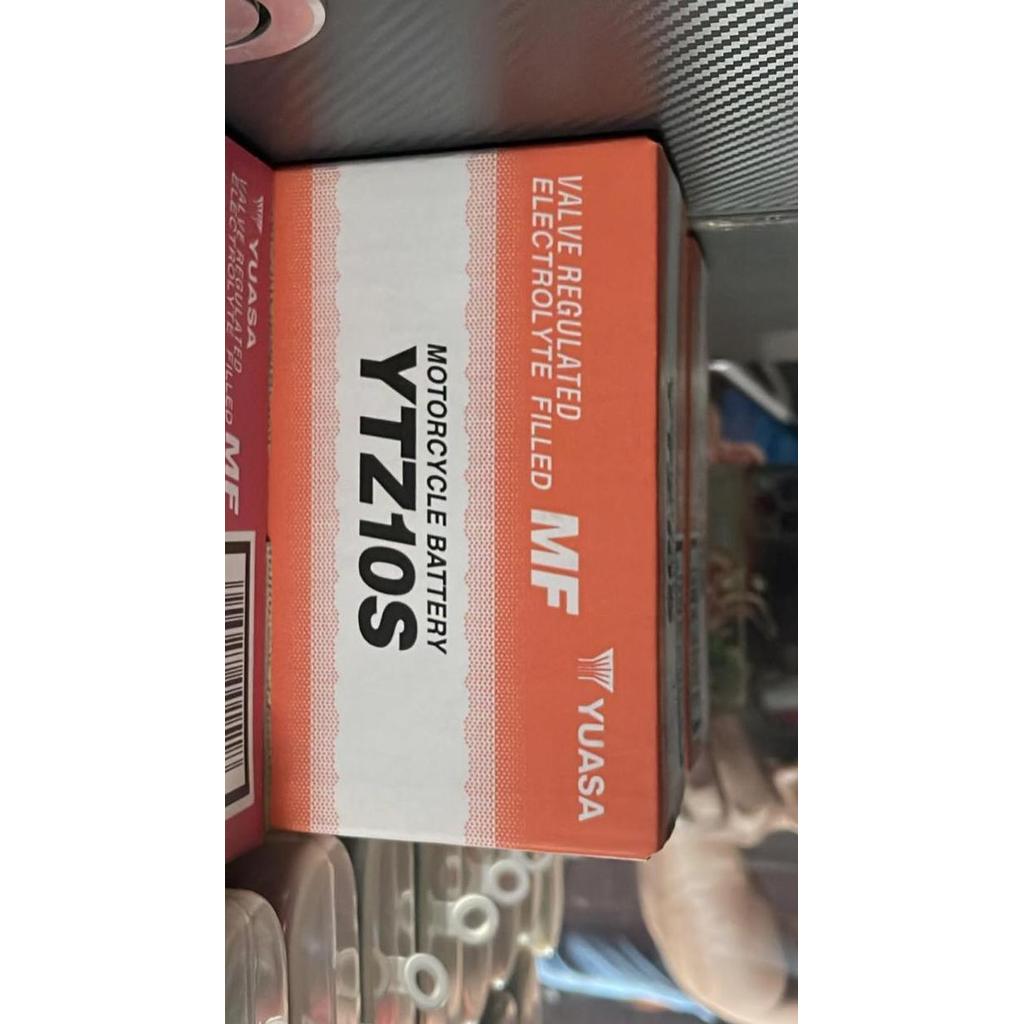 YUASA
VALVE REGULATED
ELECTROLYTE FILLED MF
MOTORCYCLE BATTERY
YTZ10S
YUASA
VALVE REGULATED
ELECTROLYTE FILLED MF